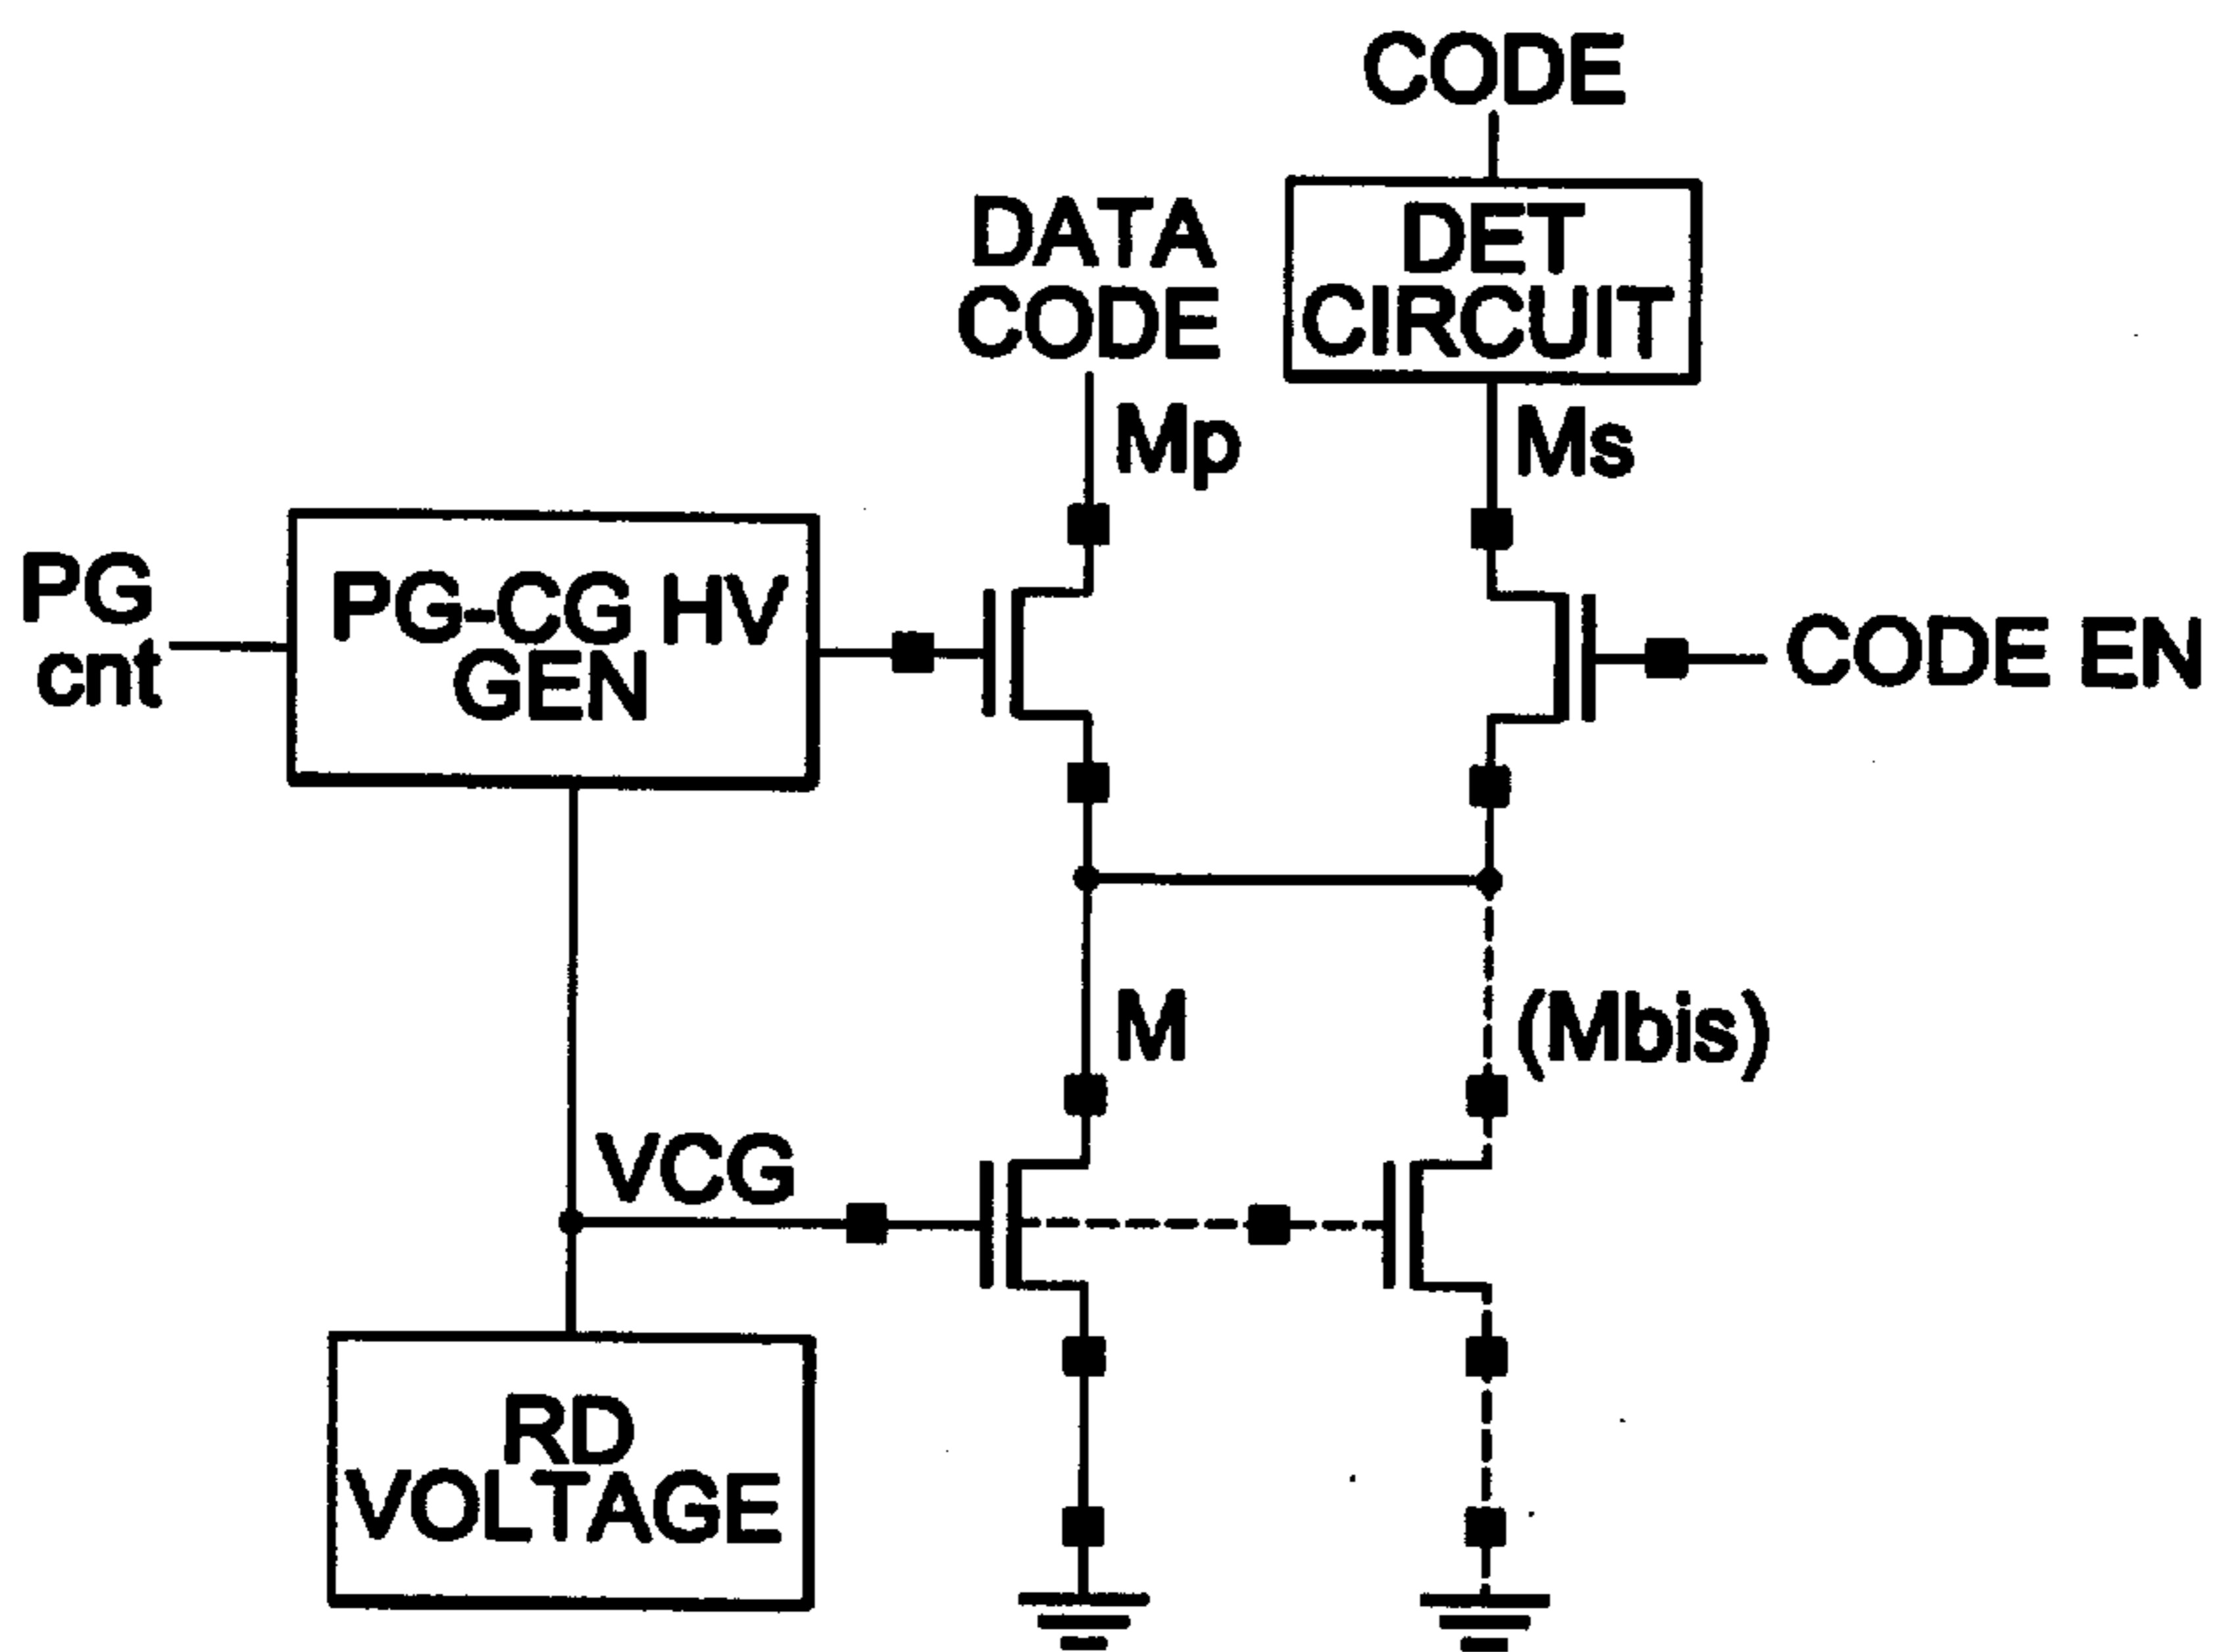 CODE
DET
CIRCUIT
DATA
CODE
Mp
Ms
PG
cnt
PG-CG HV
GEN
CODE EN
M
(Mbis)
VCG
RD
VOLTAGE